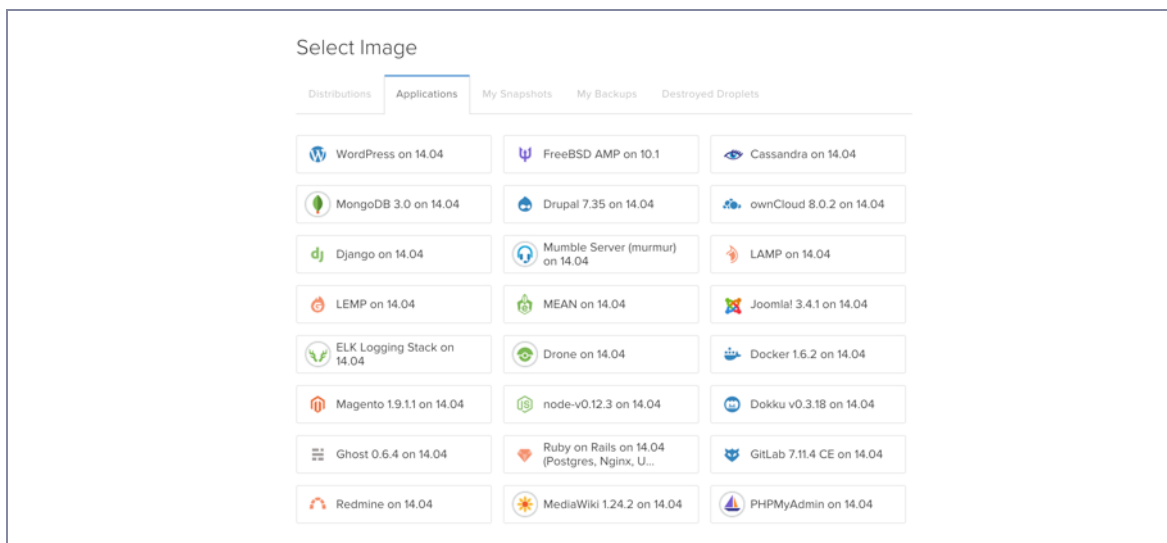 Select Image
Distributions Applications My Snapshots My Backups Destroyed Droplets
WordPress on 14.04 FreeBSD AMP on 10.1 Cassandra on 14.04
MongoDB 3.0 on 14.04 Drupal 7.35 on 14.04 ownCloud 8.0.2 on 14.04
Django on 14.04 Mumble Server (murmur)
on 14.04 LAMP on 14.04
LEMP on 14.04 MEAN on 14.04 Joomla! 3.4.1 on 14.04
ELK Logging Stack on
14.04 Drone on 14.04 Docker 1.6.2 on 14.04
Magento 1.9.1.1 on 14.04 node-v0.12.3 on 14.04 Dokku v0.3.18 on 14.04
Ghost 0.6.4 on 14.04 Ruby on Rails on 14.04
(Postgres, Nginx, U... GitLab 7.11.4 CE on 14.04
Redmine on 14.04 MediaWiki 1.24.2 on 14.04 PHPMyAdmin on 14.04